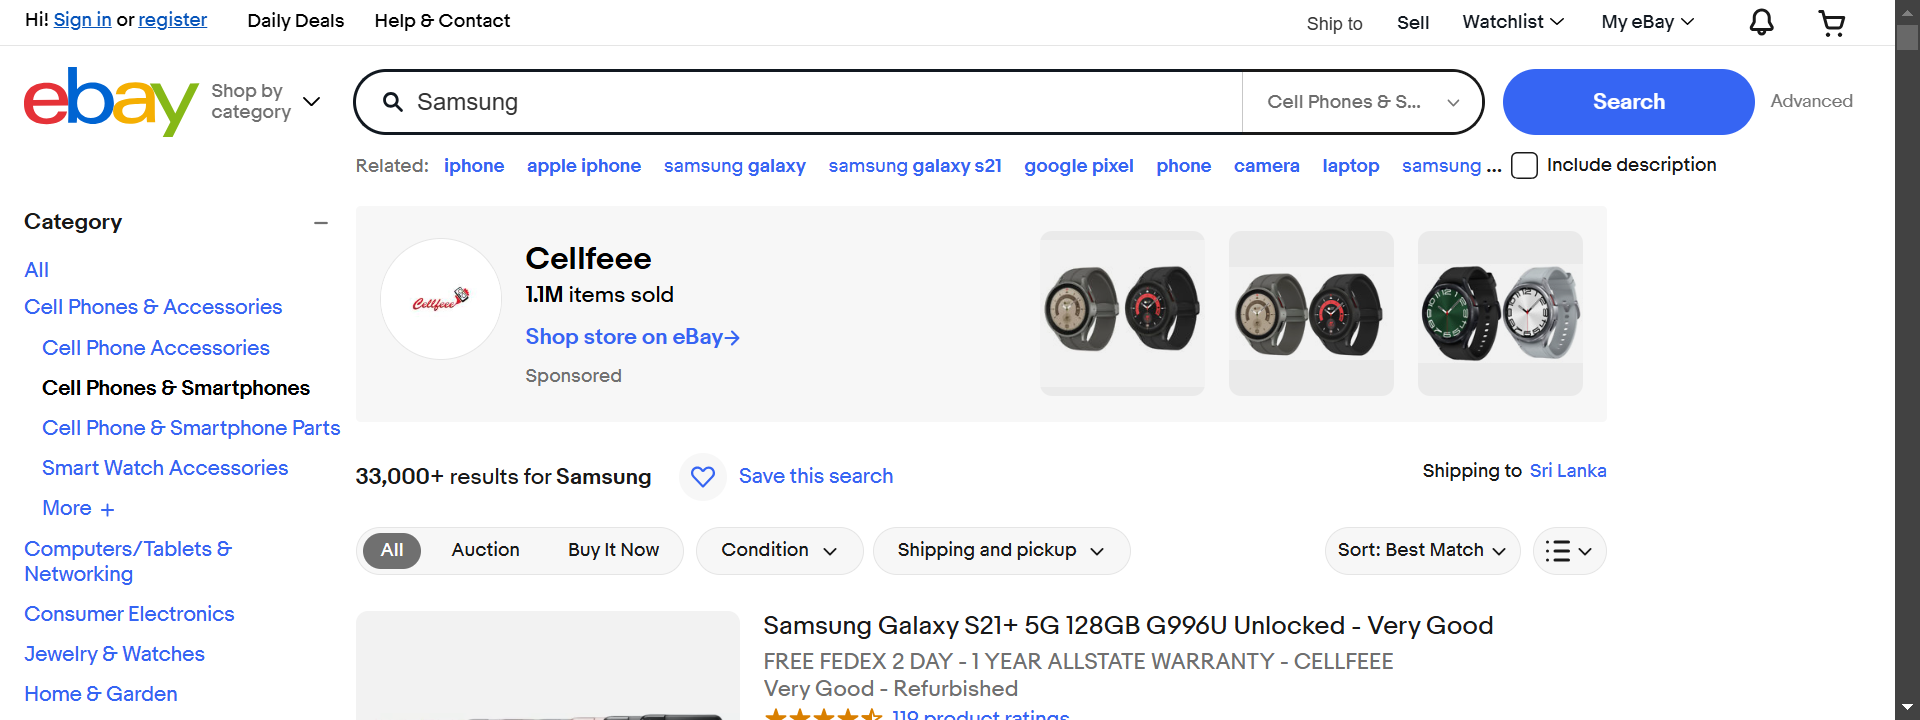 Hi! Sign in or register Daily Deals Help & Contact Ship to Sell Watchlist My eBay
ebay Shop by category Samsung Cell Phones & S... Search Advanced
Related: iphone apple iphone samsung galaxy samsung galaxy s21 google pixel phone camera laptop samsung ... Include description
Category
All
Cell Phones & Accessories
Cell Phone Accessories
Cell Phones & Smartphones
Cell Phone & Smartphone Parts
Smart Watch Accessories
More +
Computers/Tablets &
Networking
Consumer Electronics
Jewelry & Watches
Home & Garden
Cellfeee
Cellfeee
1.1M items sold
Shop store on eBay→
Sponsored
33,000+ results for Samsung Save this search Shipping to Sri Lanka
All Auction Buy It Now Condition Shipping and pickup Sort: Best Match
Samsung Galaxy S21+ 5G 128GB G996U Unlocked - Very Good
FREE FEDEX 2 DAY - 1 YEAR ALLSTATE WARRANTY - CELLFEEE
Very Good - Refurbished
119 product ratings